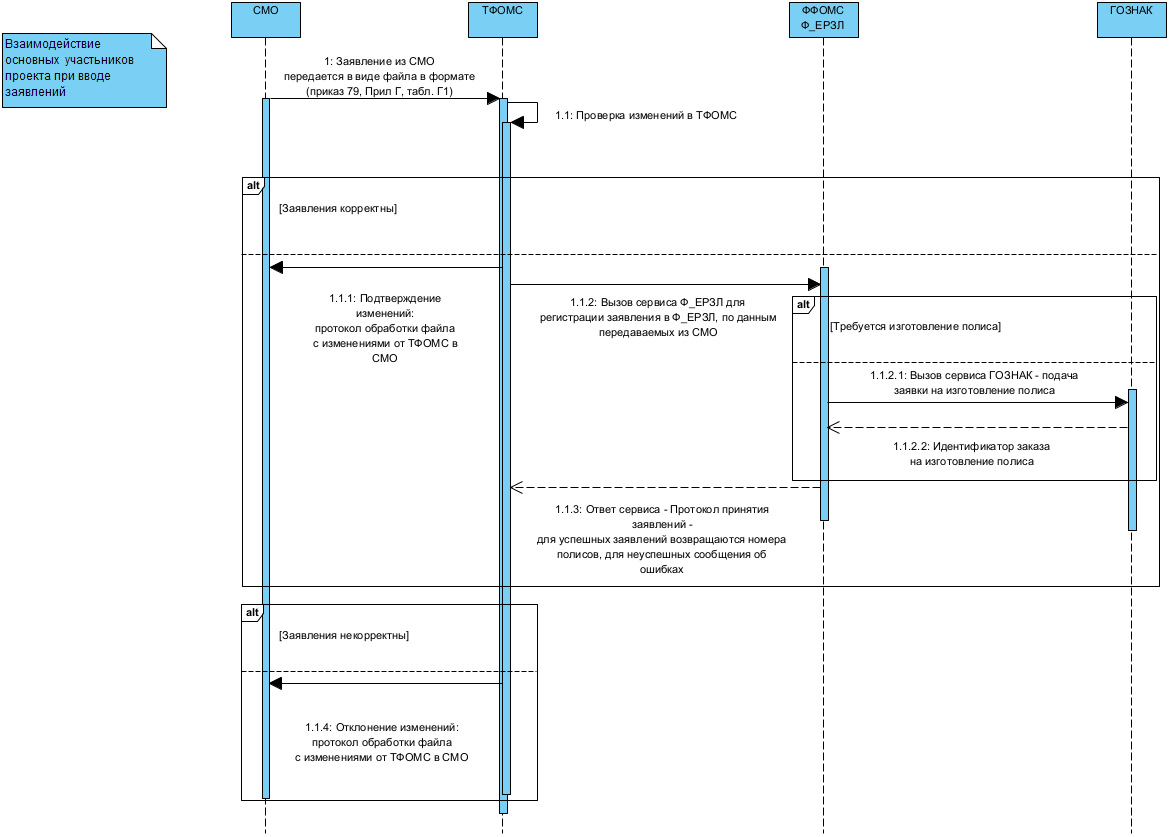 СМО
ТФОМС
ФФОМС
Ф_ЕРЗЛ
ГОЗНАК
Взаимодействие
основных участьников
проекта при вводе
заявлений
1: Заявление из СМО
передается в виде файла в формате
(приказ 79, Прил Г, табл. Г1)
1.1: Проверка изменений в ТФОМС
alt
[Заявления корректны]
1.1.1: Подтверждение
изменений:
протокол обработки файла
с изменениями от ТФОМС в
СМО
1.1.2: Вызов сервиса Ф_ЕРЗЛ для
регистрации заявления в Ф_ЕРЗЛ, по данным
передаваемых из СМО
alt
[Требуется изготовление полиса]
1.1.2.1: Вызов сервиса ГОЗНАК - подача
заявки на изготовление полиса
1.1.2.2: Идентификатор заказа
на изготовление полиса
1.1.3: Ответ сервиса - Протокол принятия
заявлений -
для успешных заявлений возвращаются номера
полисов, для неуспешных сообщения об
ошибках
alt
[Заявления некорректны]
1.1.4: Отклонение изменений:
протокол обработки файла
с изменениями от ТФОМС в СМО